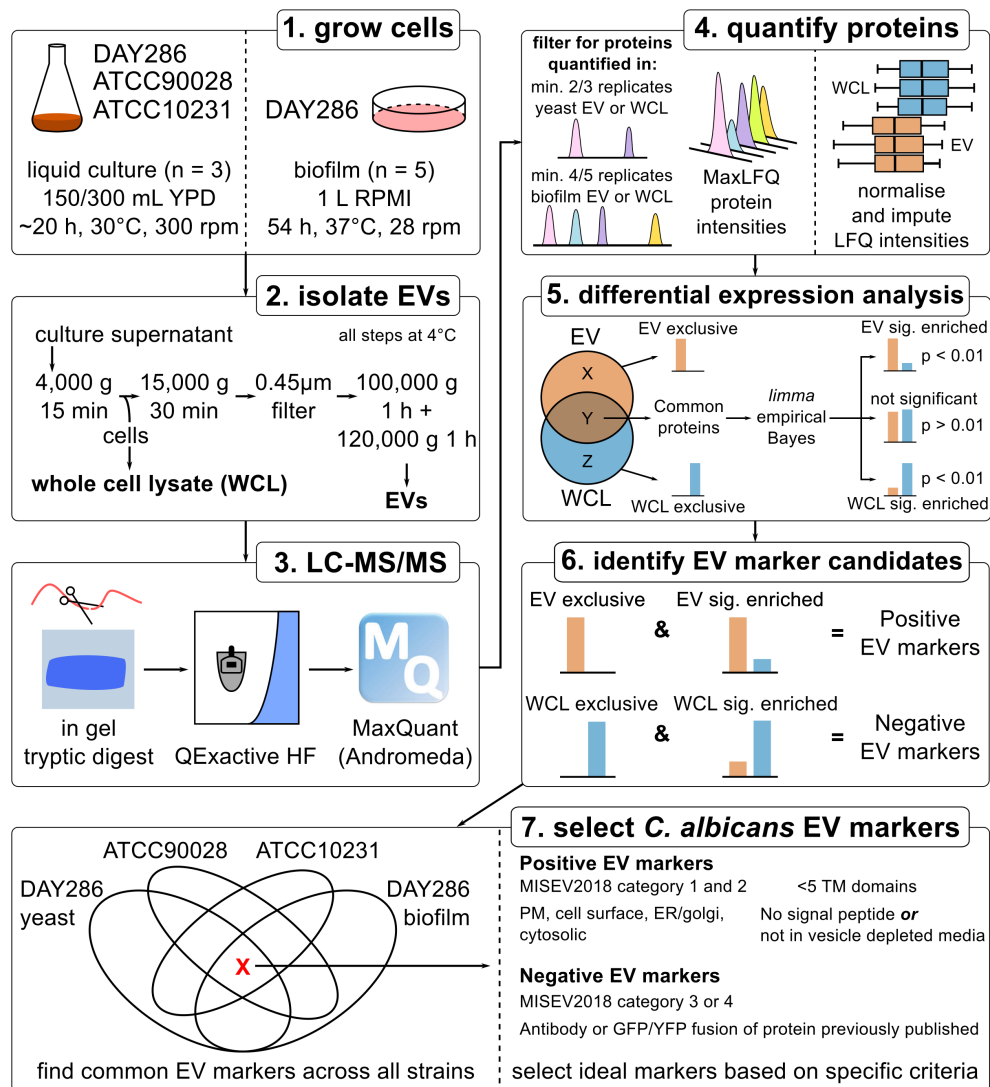 1. grow cells
DAY286
ATCC90028
ATCC10231
liquid culture (n = 3)
150/300 mL YPD
~20 h, 30°C, 300 rpm
DAY286
biofilm (n = 5)
1 L RPMI
54 h, 37°C, 28 rpm
2. isolate EVs
culture supernatant
all steps at 4°C
4,000 g
15 min
15,000 g
30 min
0.45µm
filter
100,000 g
1 h +
120,000 g 1 h
cells
whole cell lysate (WCL)
EVs
3. LC-MS/MS
in gel
tryptic digest
QExactive HF
MQ
MaxQuant
(Andromeda)
4. quantify proteins
filter for proteins
quantified in:
min. 2/3 replicates
yeast EV or WCL
min. 4/5 replicates
biofilm EV or WCL
MaxLFQ
protein
intensities
WCL
EV
normalise
and impute
LFQ intensities
5. differential expression analysis
EV
X
Y
Z
WCL
EV exclusive
Common
proteins
WCL exclusive
limma
empirical
Bayes
EV sig. enriched
p < 0.01
not significant
p > 0.01
p < 0.01
WCL sig. enriched
6. identify EV marker candidates
EV exclusive
&
EV sig. enriched
=
Positive
EV markers
WCL exclusive
&
WCL sig. enriched
=
Negative
EV markers
7. select C. albicans EV markers
ATCC90028
ATCC10231
DAY286
yeast
DAY286
biofilm
X
find common EV markers across all strains
Positive EV markers
MISEV2018 category 1 and 2
<5 TM domains
PM, cell surface, ER/golgi,
cytosolic
No signal peptide or
not in vesicle depleted media
Negative EV markers
MISEV2018 category 3 or 4
Antibody or GFP/YFP fusion of protein previously published
select ideal markers based on specific criteria